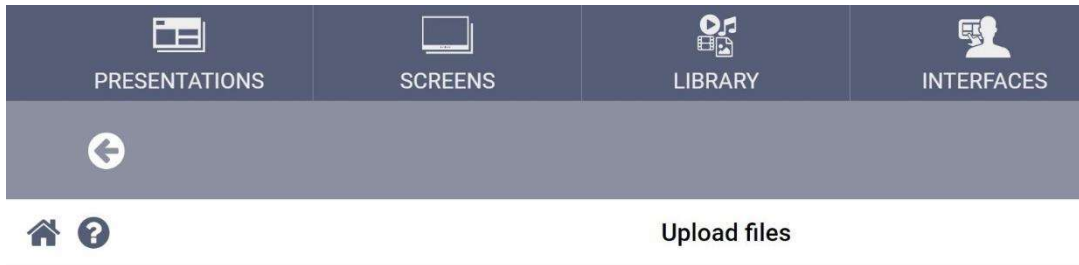 PRESENTATIONS SCREENS LIBRARY INTERFACES
Upload files